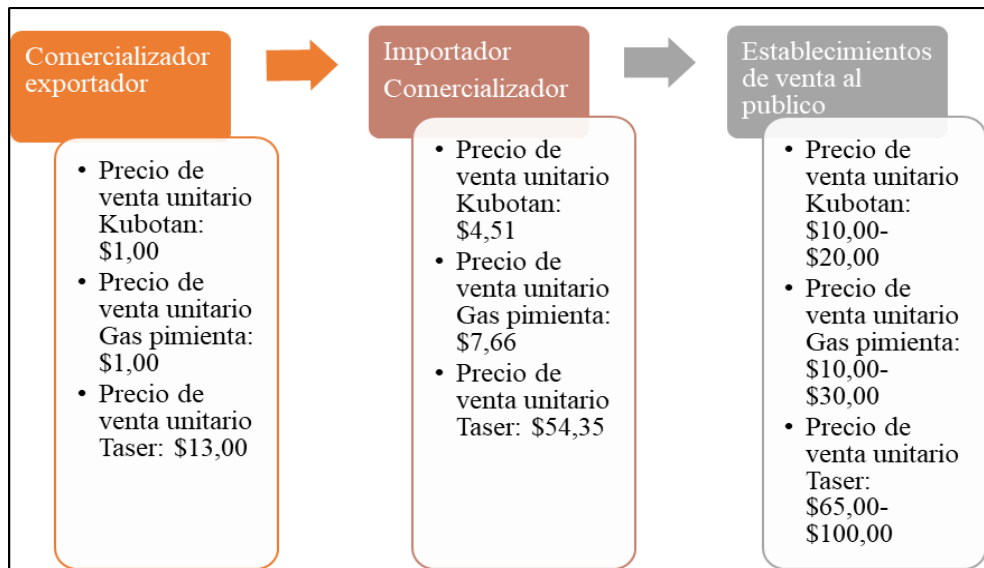 Comercializador
exportador
• Precio de
venta unitario
Kubotan:
$1,00
• Precio de
venta unitario
Gas pimienta:
$1,00
• Precio de
venta unitario
Taser: $13,00
Importador
Comercializador
• Precio de
venta unitario
Kubotan:
$4,51
• Precio de
venta unitario
Gas pimienta:
$7,66
• Precio de
venta unitario
Taser: $54,35
Establecimientos
de venta al
publico
• Precio de
venta unitario
Kubotan:
$10,00-
$20,00
• Precio de
venta unitario
Gas pimienta:
$10,00-
$30,00
• Precio de
venta unitario
Taser:
$65,00-
$100,00